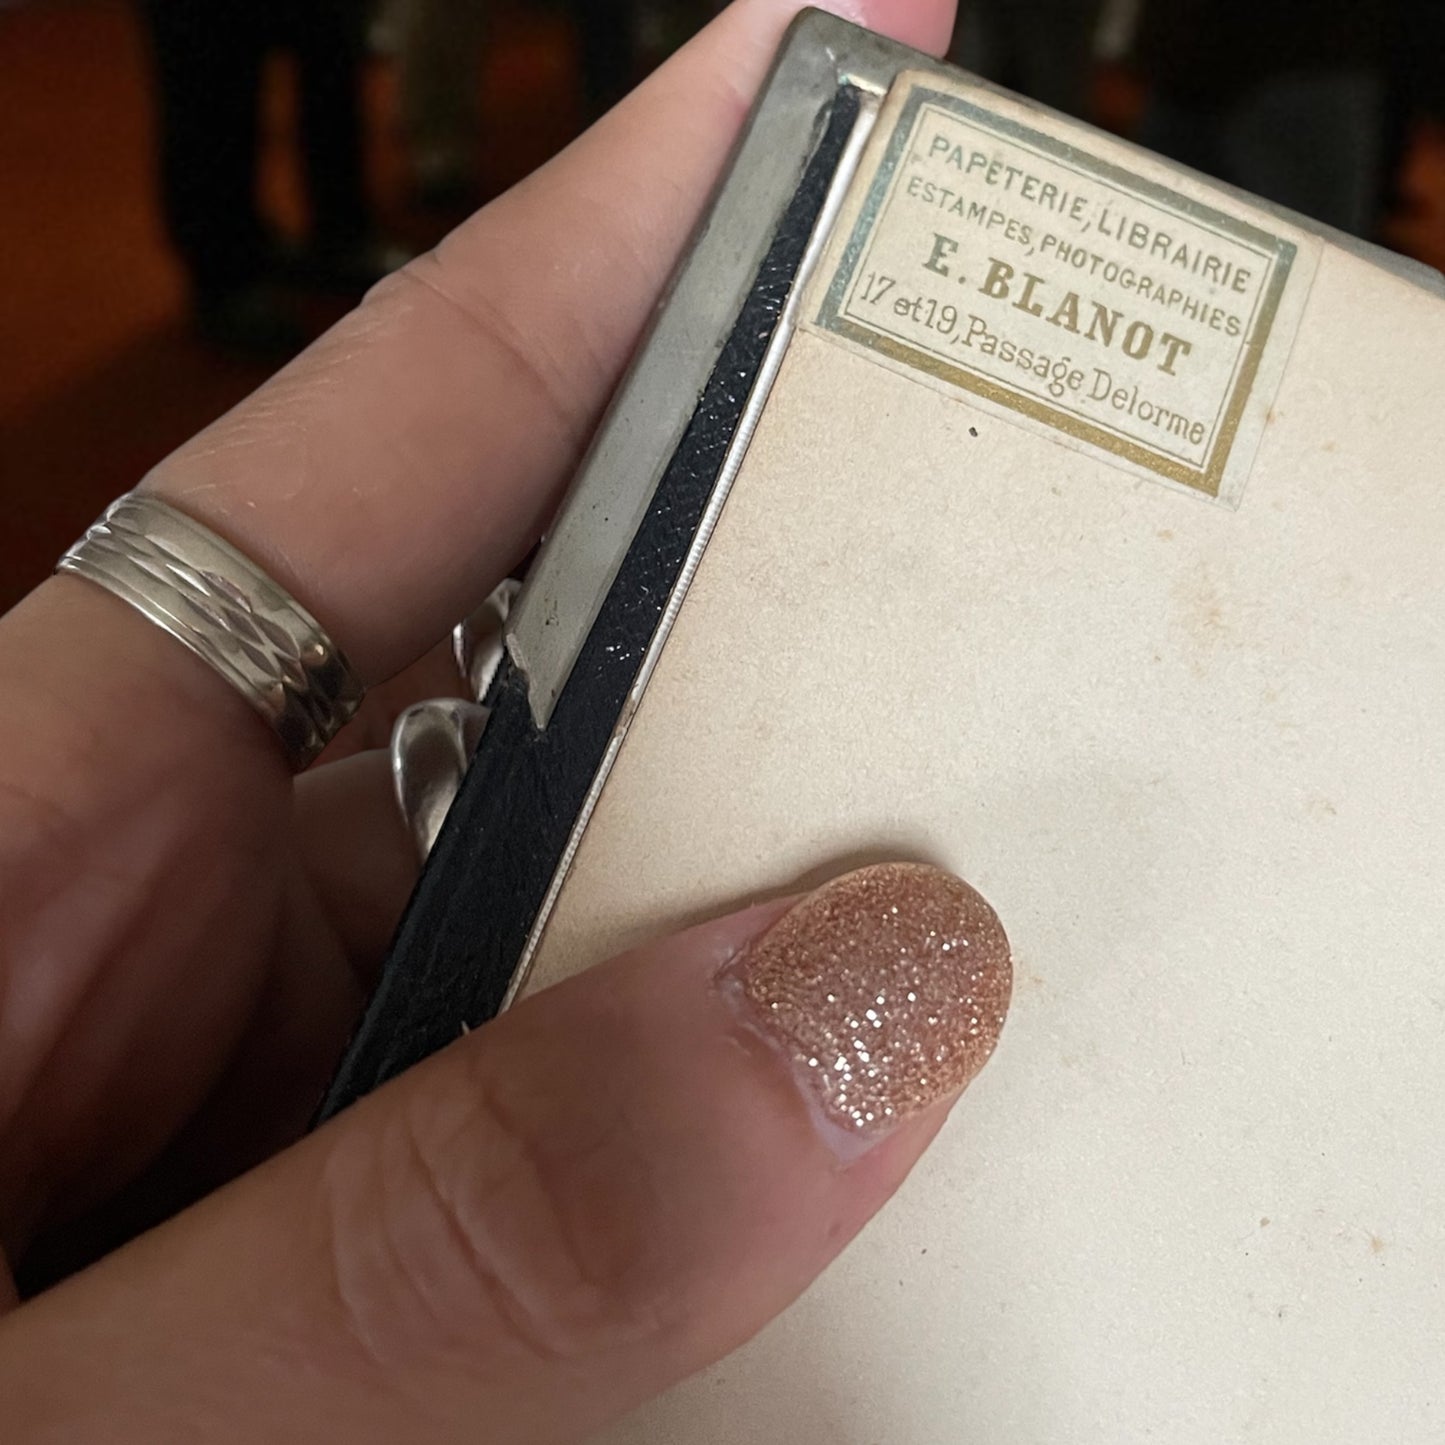 PAPETERIE, LIBRAIRIE
ESTAMPES, PHOTOGRAPHIES
E. BLANOT
17 et 19, Passage Delorme